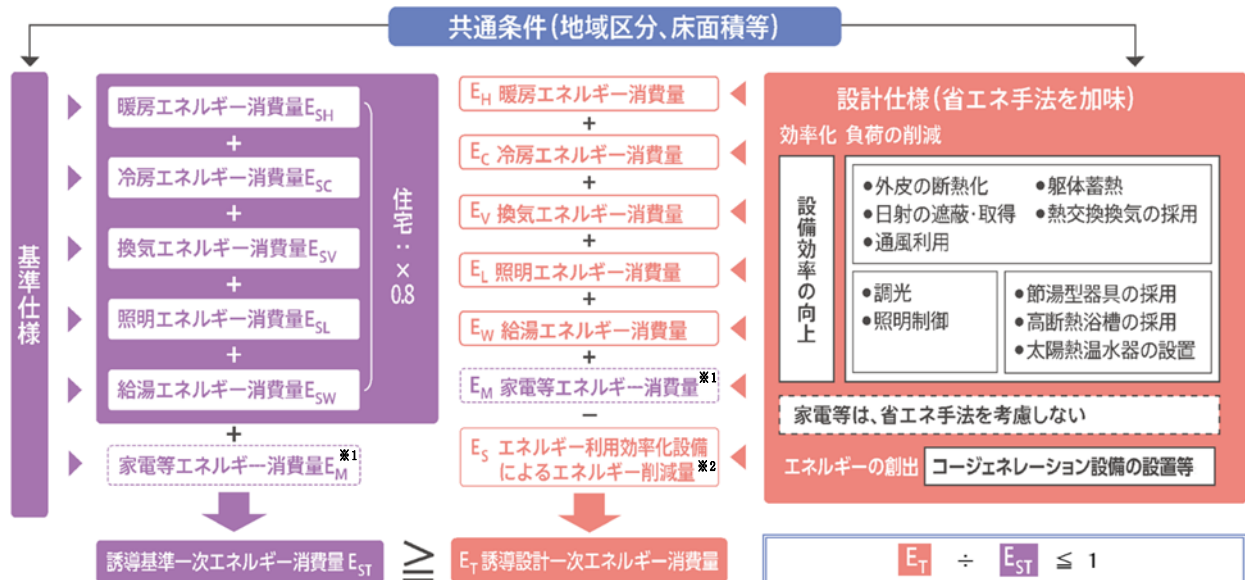 共通条件(地域区分、床面積等)
基準仕様
暖房エネルギー消費量ESH
+
冷房エネルギー消費量ESC
+
換気エネルギー消費量ESV
+
照明エネルギー消費量ESL
+
給湯エネルギー消費量ESW
住宅：×0.8
+
家電等エネルギー消費量EM ※1
誘導基準一次エネルギー消費量 EST
≧
EH 暖房エネルギー消費量
+
EC 冷房エネルギー消費量
+
EV 換気エネルギー消費量
+
EL 照明エネルギー消費量
+
EW 給湯エネルギー消費量
+
EM 家電等エネルギー消費量※1
−
ES エネルギー利用効率化設備
によるエネルギー削減量※2
ET 誘導設計一次エネルギー消費量
設計仕様(省エネ手法を加味)
効率化 負荷の削減
設備効率の向上
●外皮の断熱化
●日射の遮蔽･取得
●通風利用
●躯体蓄熱
●熱交換換気の採用
●調光
●照明制御
●節湯型器具の採用
●高断熱浴槽の採用
●太陽熱温水器の設置
家電等は、省エネ手法を考慮しない
エネルギーの創出 コージェネレーション設備の設置等
ET ÷ EST ≦ 1